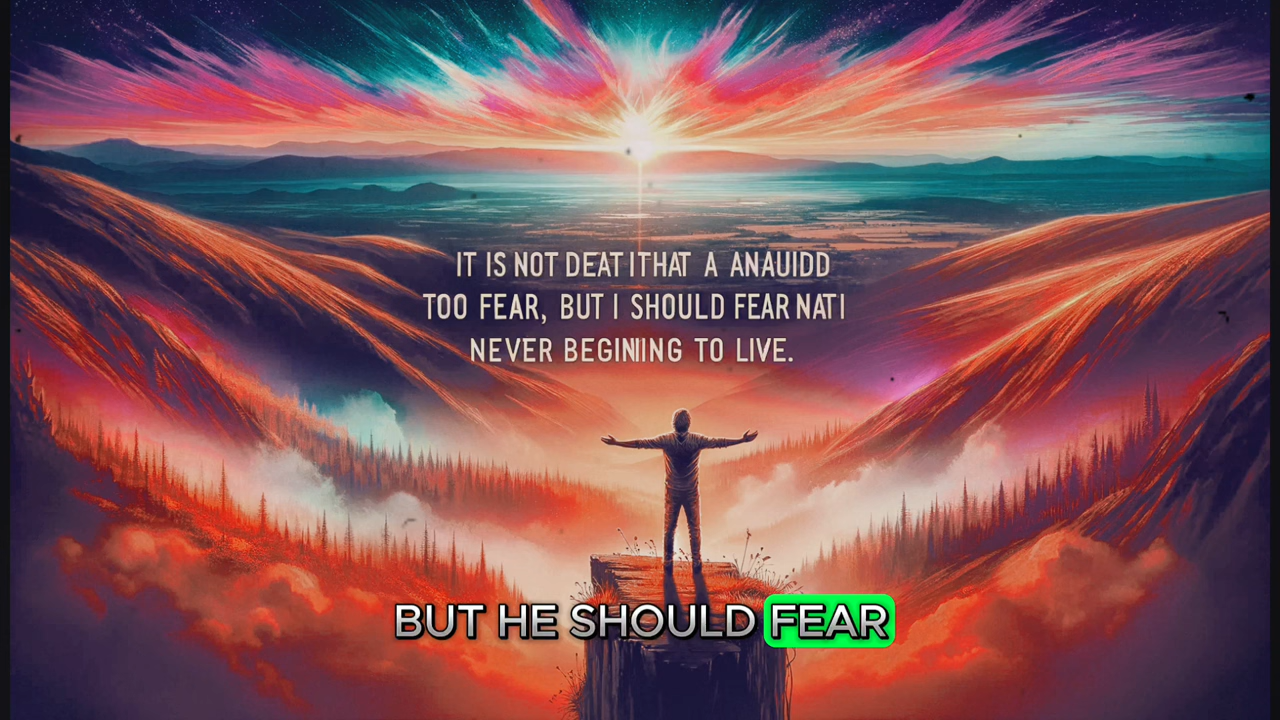 IT IS NOT DEAT ITHAT A ANAUIDD
TOO FEAR, BUT I SHOULD FEAR NATI
NEVER BEGINIING TO LIVE.
BUT HE SHOULD FEAR